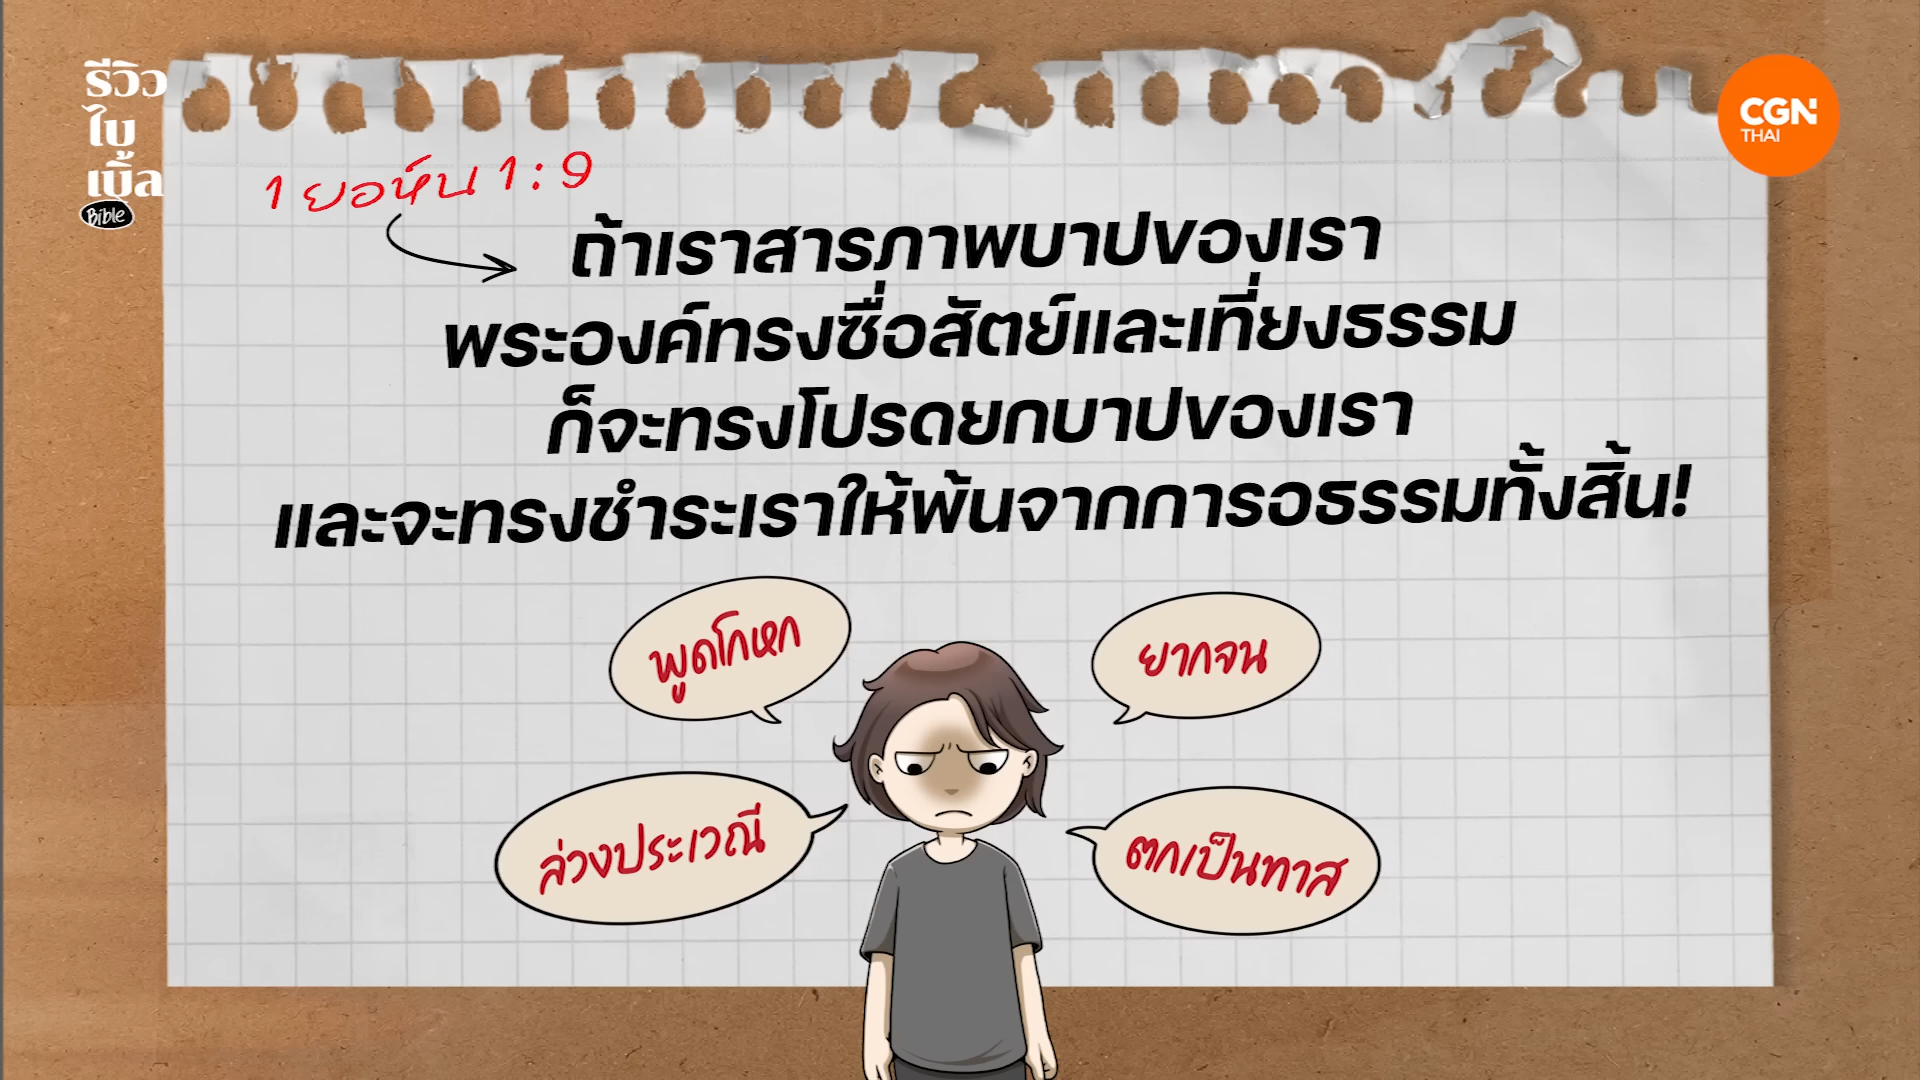 รีวิว
ไบ
เบิ้ล
Bible
CGN
THAI
1 ยอห์น 1:9
ถ้าเราสารภาพบาปของเรา
พระองค์ทรงซื่อสัตย์และเที่ยงธรรม
ก็จะทรงโปรดยกบาปของเรา
และจะทรงชำระเราให้พ้นจากการอธรรมทั้งสิ้น!
พูดโกหก
ยากจน
ล่วงประเวณี
ตกเป็นทาส